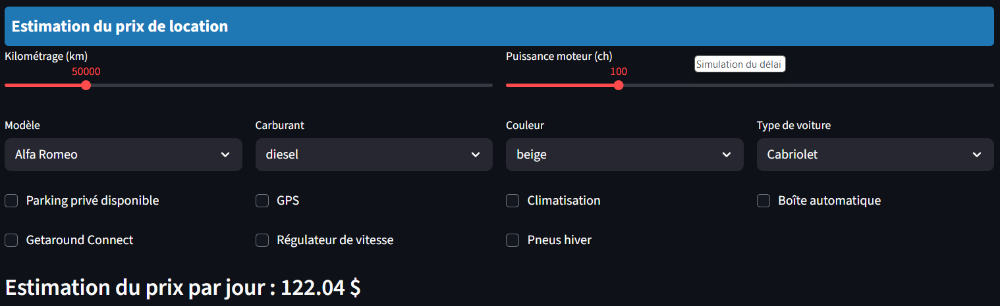 Estimation du prix de location
Kilométrage (km)
50000
Puissance moteur (ch)
100
Simulation du délai
Modèle
Alfa Romeo
Carburant
diesel
Couleur
beige
Type de voiture
Cabriolet
Parking privé disponible
GPS
Climatisation
Boîte automatique
Getaround Connect
Régulateur de vitesse
Pneus hiver
Estimation du prix par jour : 122.04 $